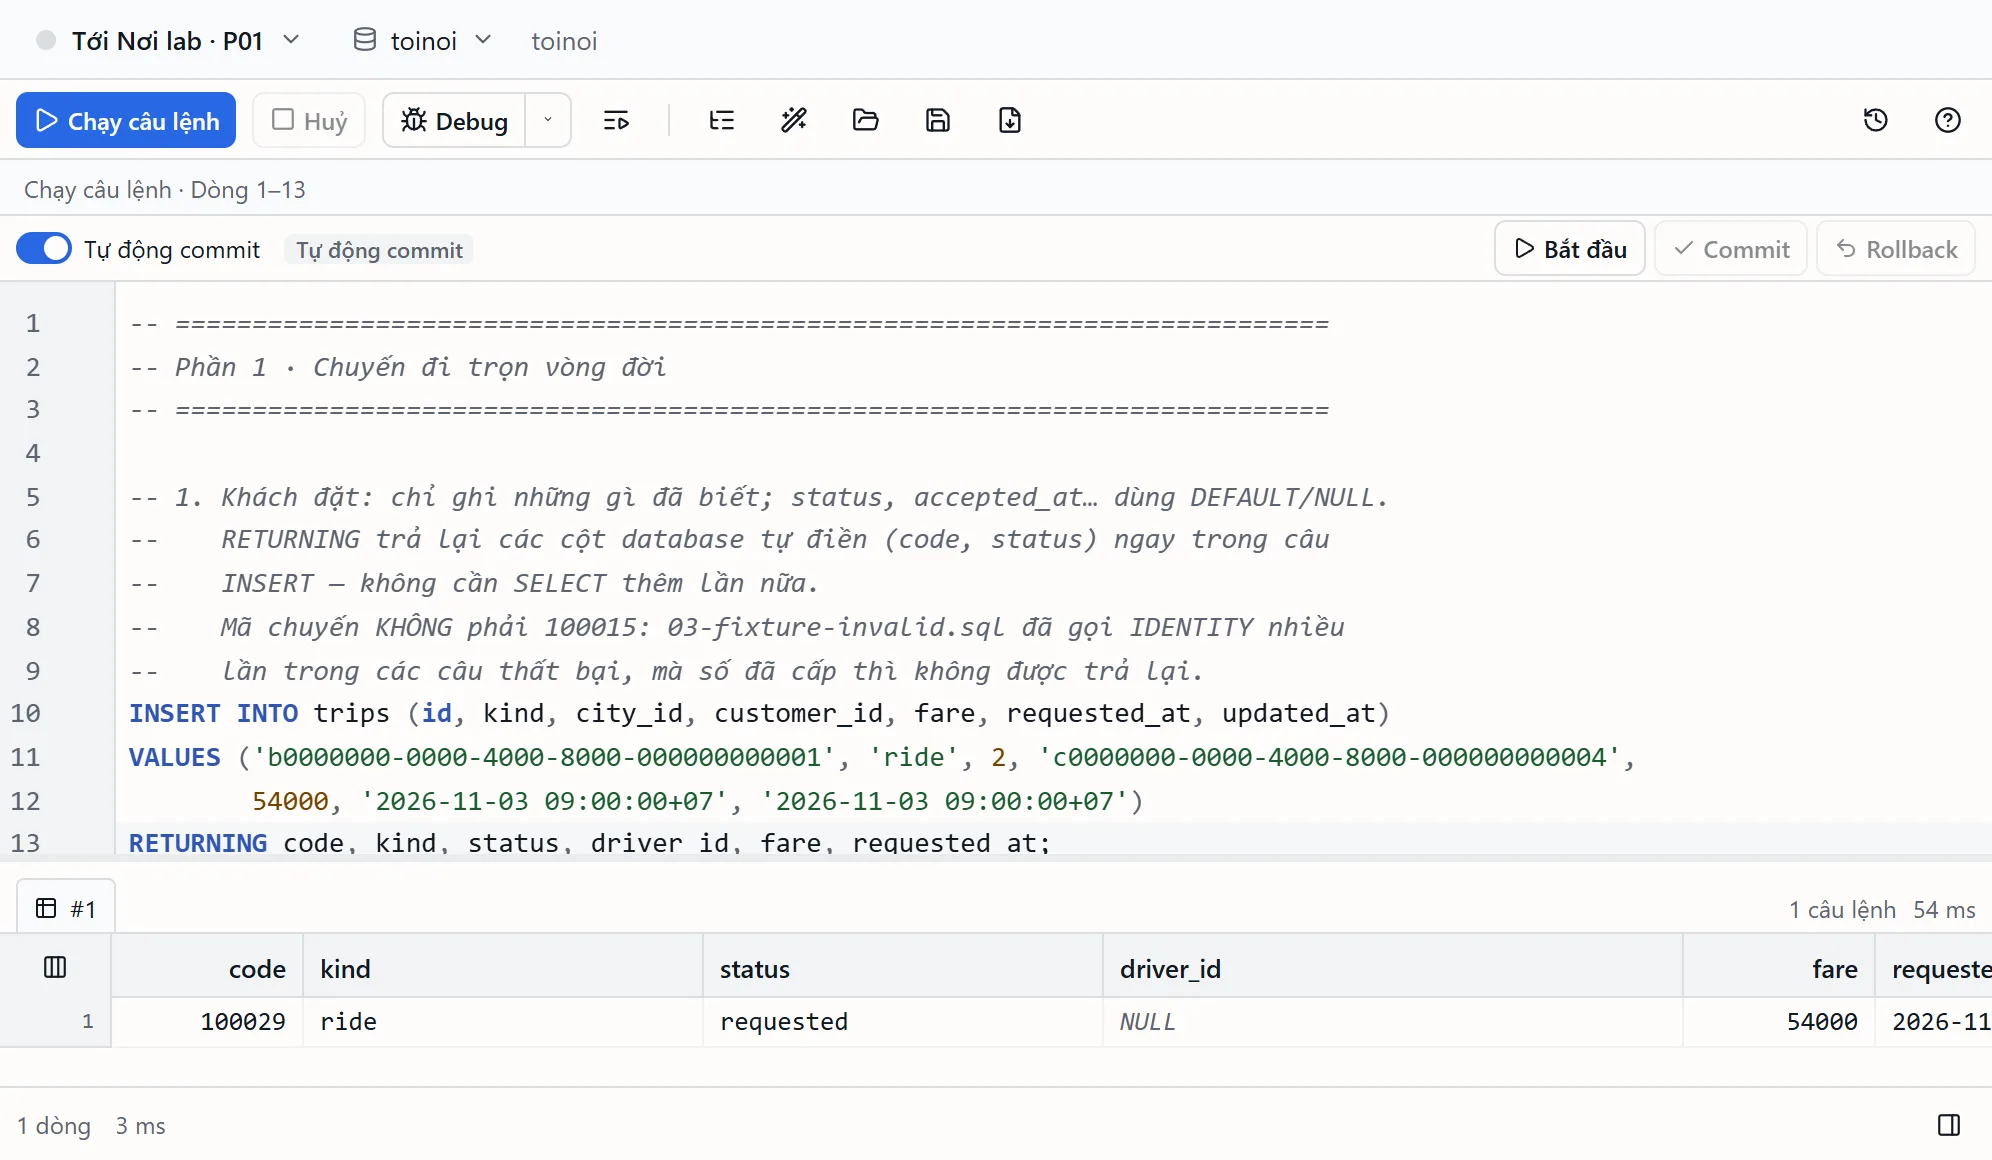 Tới Nơi lab · P01 toinoi toinoi
Chạy câu lệnh Huỷ Debug
Chạy câu lệnh · Dòng 1–13
Tự động commit Tự động commit Bắt đầu Commit Rollback
1 -- ===========================================================================
2 -- Phần 1 · Chuyến đi trọn vòng đời
3 -- ===========================================================================
4
5 -- 1. Khách đặt: chỉ ghi những gì đã biết; status, accepted_at… dùng DEFAULT/NULL.
6 --    RETURNING trả lại các cột database tự điền (code, status) ngay trong câu
7 --    INSERT — không cần SELECT thêm lần nữa.
8 --    Mã chuyến KHÔNG phải 100015: 03-fixture-invalid.sql đã gọi IDENTITY nhiều
9 --    lần trong các câu thất bại, mà số đã cấp thì không được trả lại.
10 INSERT INTO trips (id, kind, city_id, customer_id, fare, requested_at, updated_at)
11 VALUES ('b0000000-0000-4000-8000-000000000001', 'ride', 2, 'c0000000-0000-4000-8000-000000000004',
12         54000, '2026-11-03 09:00:00+07', '2026-11-03 09:00:00+07')
13 RETURNING code, kind, status, driver_id, fare, requested_at;
#1 1 câu lệnh 54 ms
code kind status driver_id fare requeste
1 100029 ride requested NULL 54000 2026-11
1 dòng 3 ms